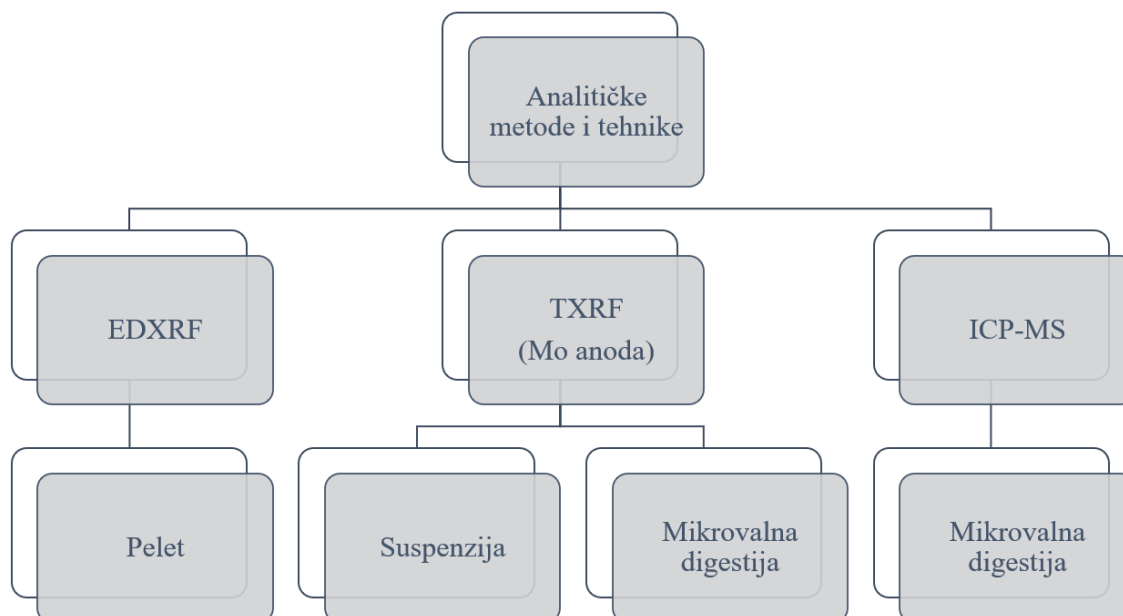 Analitičke
metode i tehnike
EDXRF
TXRF
(Mo anoda)
ICP-MS
Pelet
Suspenzija
Mikrovalna
digestija
Mikrovalna
digestija